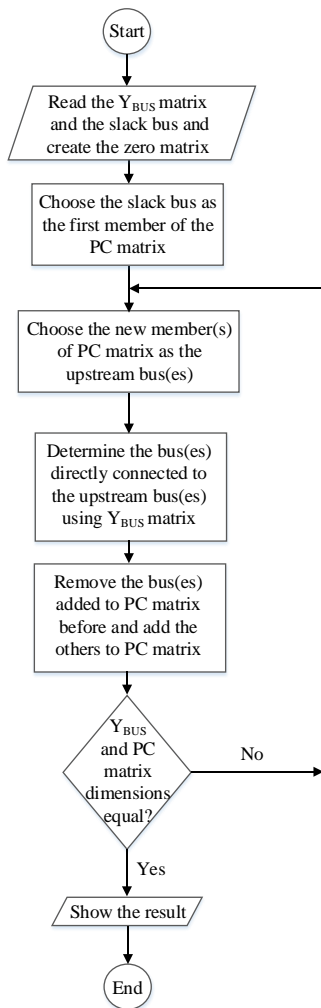 Start
Read the YBUS matrix
and the slack bus and
create the zero matrix
Choose the slack bus as
the first member of the
PC matrix
Choose the new member(s)
of PC matrix as the
upstream bus(es)
Determine the bus(es)
directly connected to
the upstream bus(es)
using YBUS matrix
Remove the bus(es)
added to PC matrix
before and add the
others to PC matrix
YBUS
and PC
matrix
dimensions
equal?
No
Yes
Show the result
End